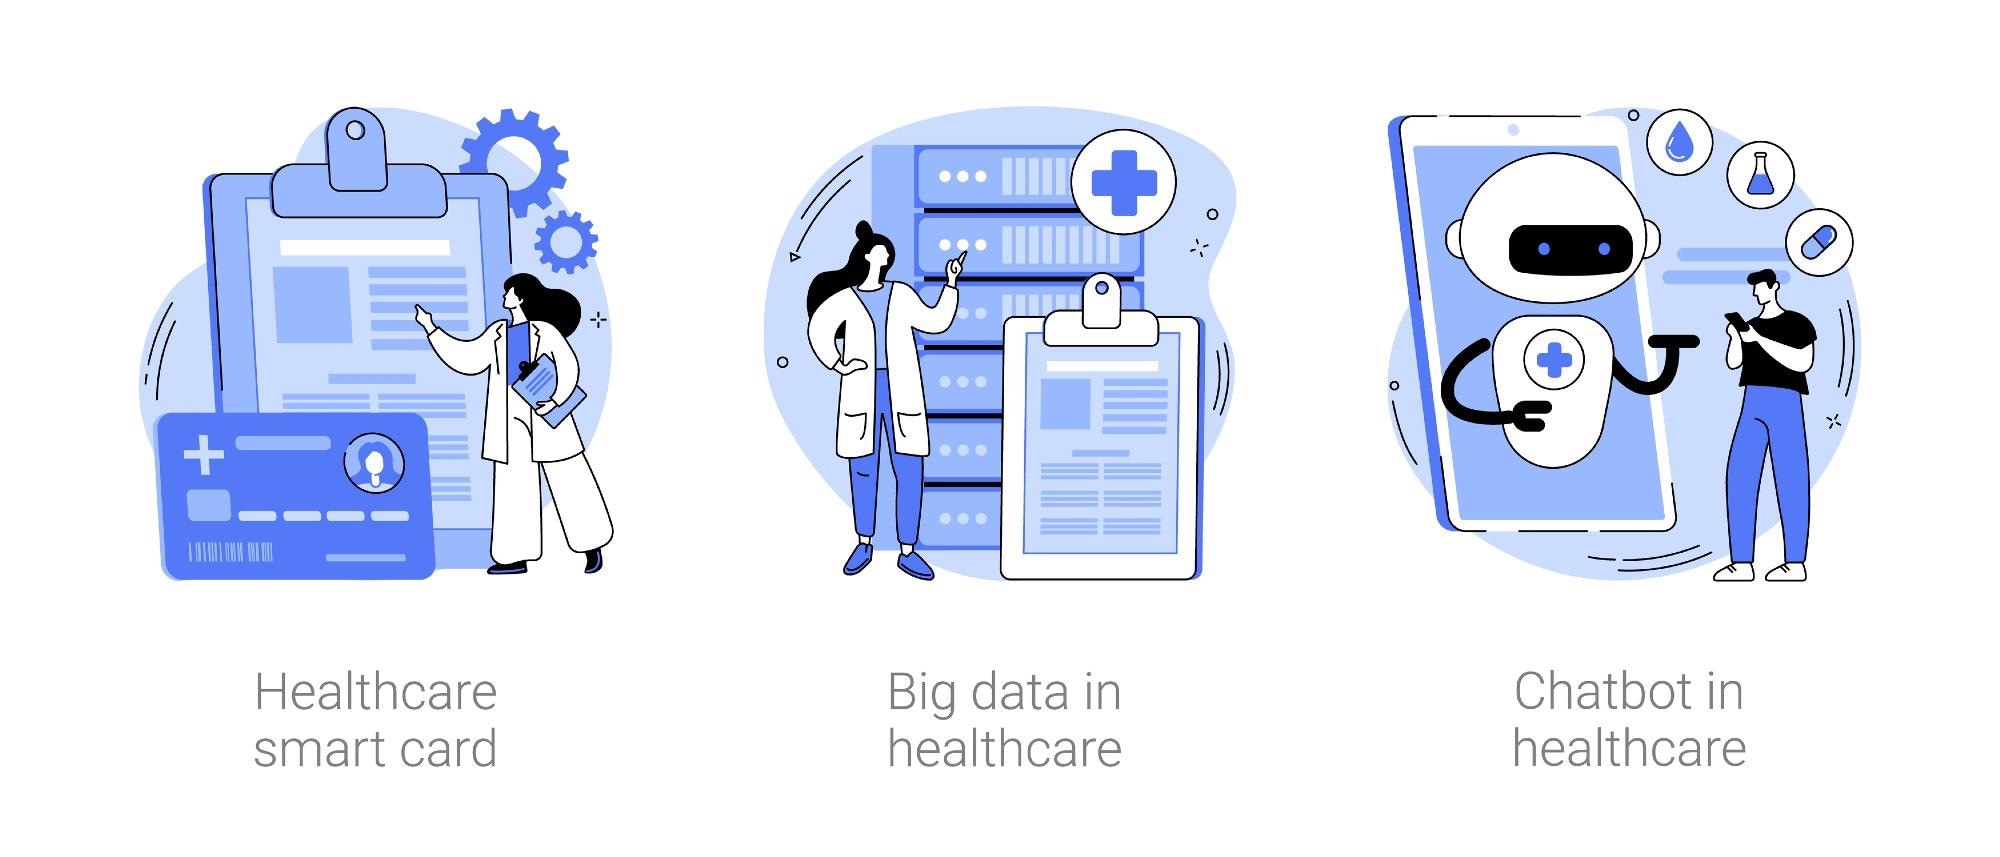 Healthcare
smart card
Big data in
healthcare
Chatbot in
healthcare